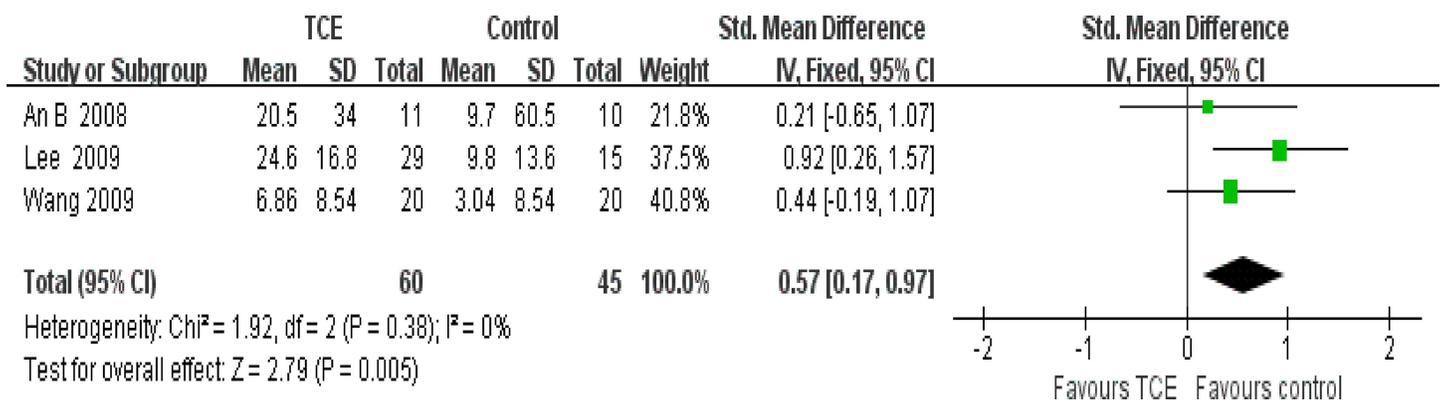 TCE Control Std. Mean Difference Std. Mean Difference
Study or Subgroup Mean SD Total Mean SD Total Weight IV, Fixed, 95% CI IV, Fixed, 95% CI
An B 2008 20.5 34 11 9.7 60.5 10 21.8% 0.21 [-0.65, 1.07]
Lee 2009 24.6 16.8 29 9.8 13.6 15 37.5% 0.92 [0.26, 1.57]
Wang 2009 6.86 8.54 20 3.04 8.54 20 40.8% 0.44 [-0.19, 1.07]
Total (95% CI) 60 45 100.0% 0.57 [0.17, 0.97]
Heterogeneity: Chi² = 1.92, df = 2 (P = 0.38); I² = 0%
Test for overall effect: Z = 2.79 (P = 0.005)
-2 -1 0 1 2
Favours TCE Favours control